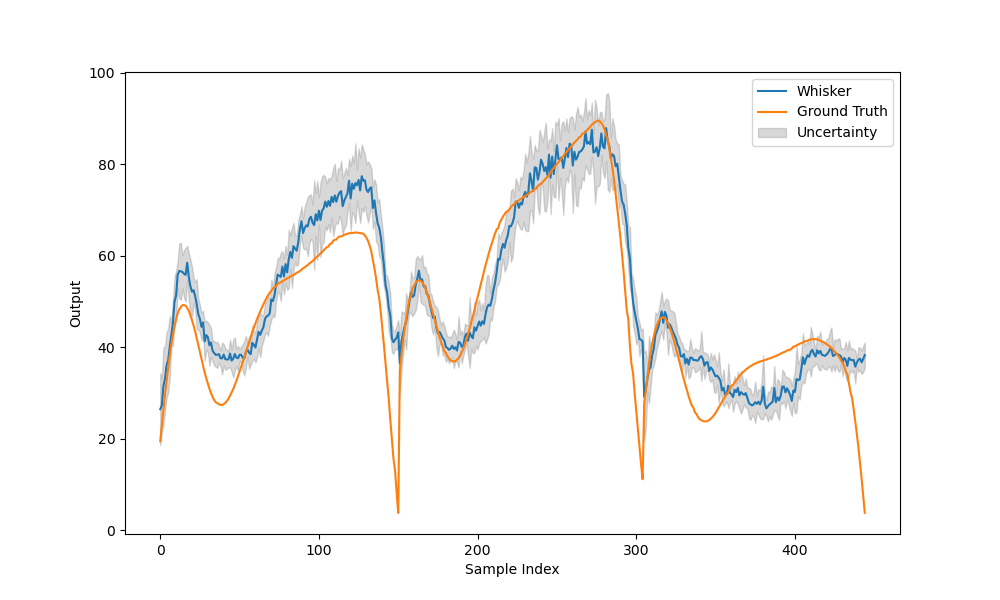 100
80
60
40
20
0
Output
0 100 200 300 400
Sample Index
Whisker
Ground Truth
Uncertainty